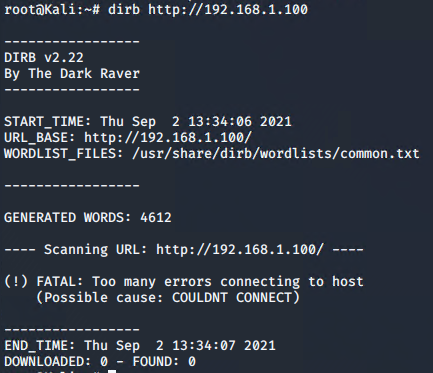 root@Kali:~# dirb http://192.168.1.100
-----------------
DIRB v2.22
By The Dark Raver
-----------------
START_TIME: Thu Sep  2 13:34:06 2021
URL_BASE: http://192.168.1.100/
WORDLIST_FILES: /usr/share/dirb/wordlists/common.txt
-----------------
GENERATED WORDS: 4612
---- Scanning URL: http://192.168.1.100/ ----
(!) FATAL: Too many errors connecting to host
    (Possible cause: COULDNT CONNECT)
-----------------
END_TIME: Thu Sep  2 13:34:07 2021
DOWNLOADED: 0 - FOUND: 0